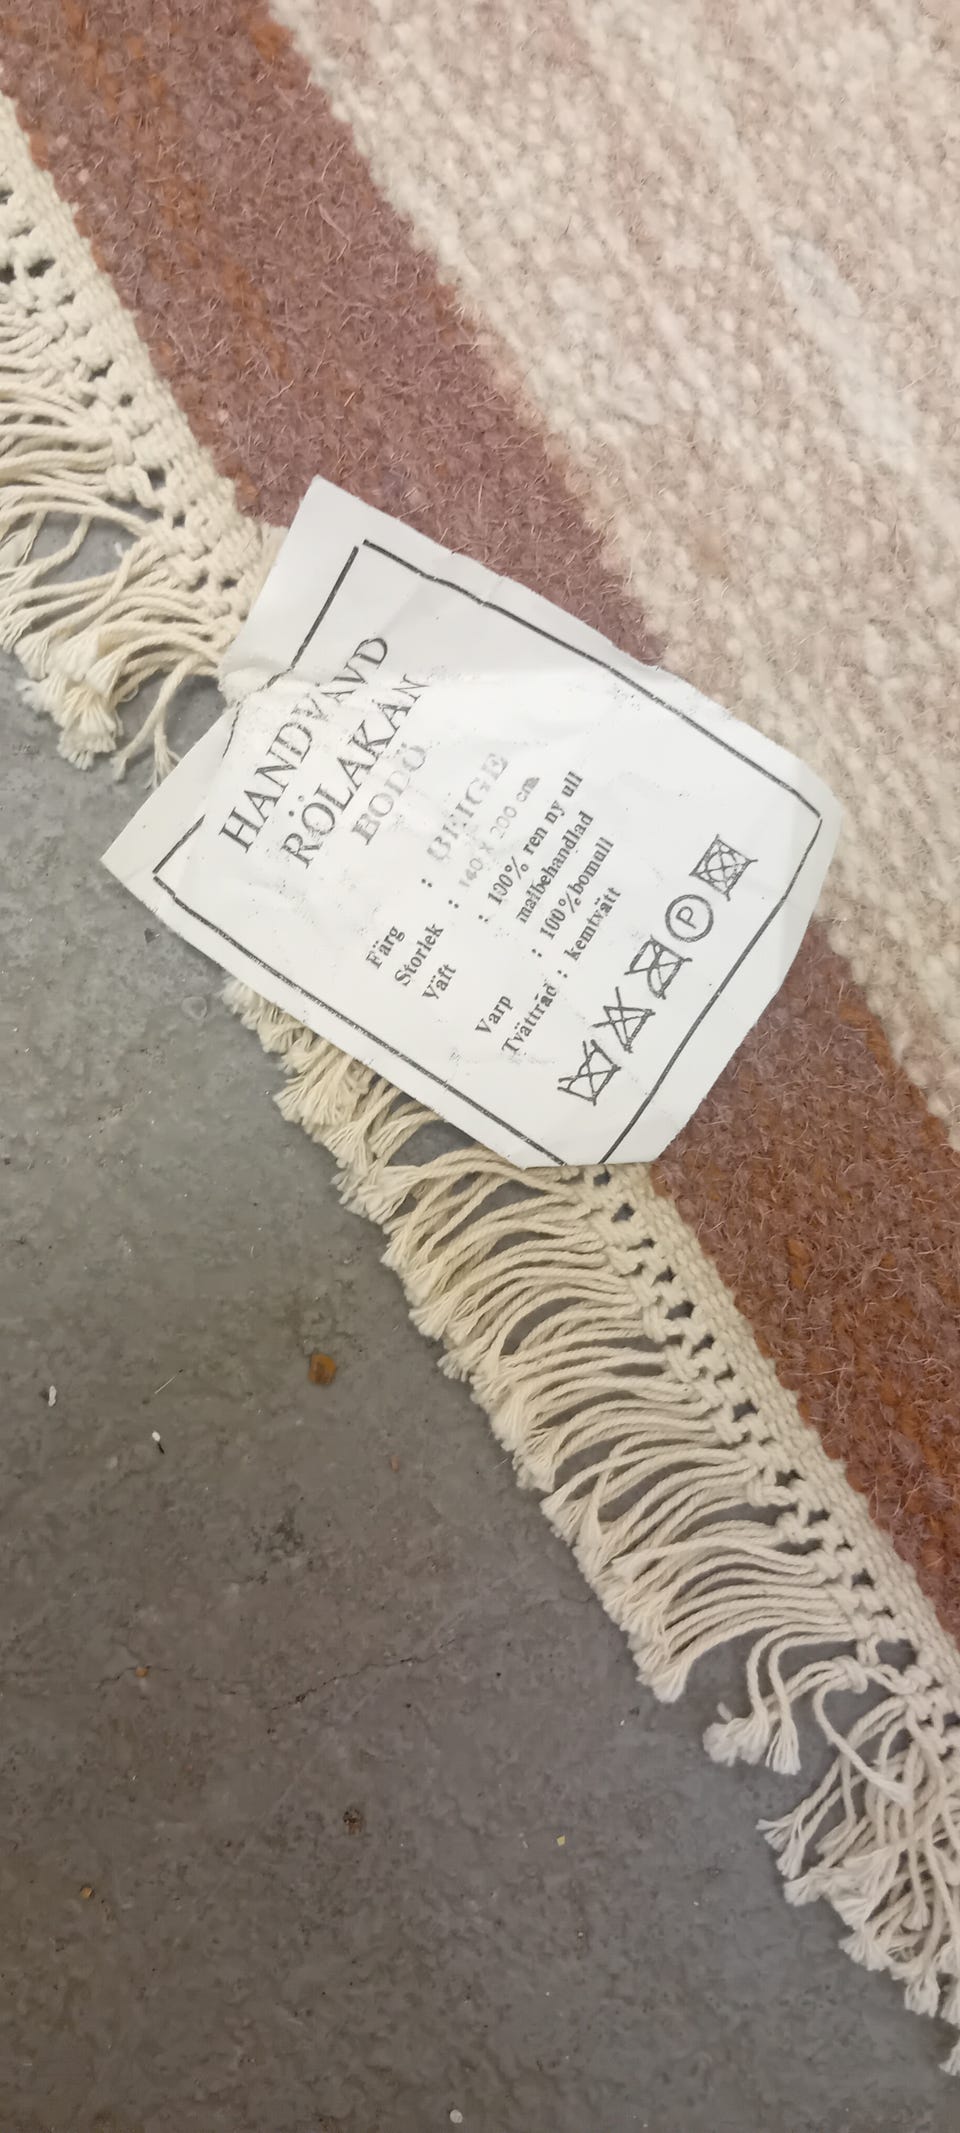 HANDVÄVD
RÖLAKAN
BODÖ
Färg : BEIGE
Storlek : 140 X 200 cm
Väft : 100% ren ny ull
malbehandlad
Varp : 100% bomull
Tvättråd : kemtvätt
P